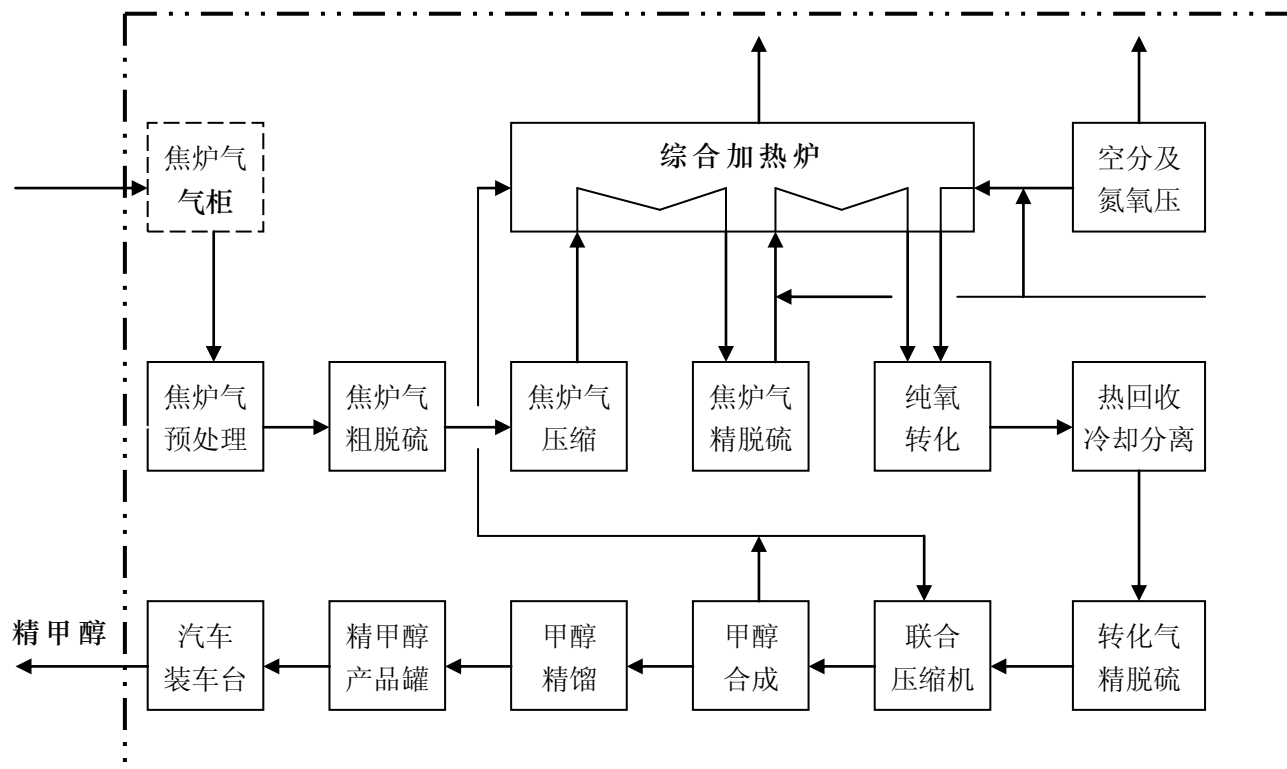 焦炉气
气柜
综合加热炉
空分及
氮氧压
焦炉气
预处理
焦炉气
粗脱硫
焦炉气
压缩
焦炉气
精脱硫
纯氧
转化
热回收
冷却分离
精甲醇
汽车
装车台
精甲醇
产品罐
甲醇
精馏
甲醇
合成
联合
压缩机
转化气
精脱硫